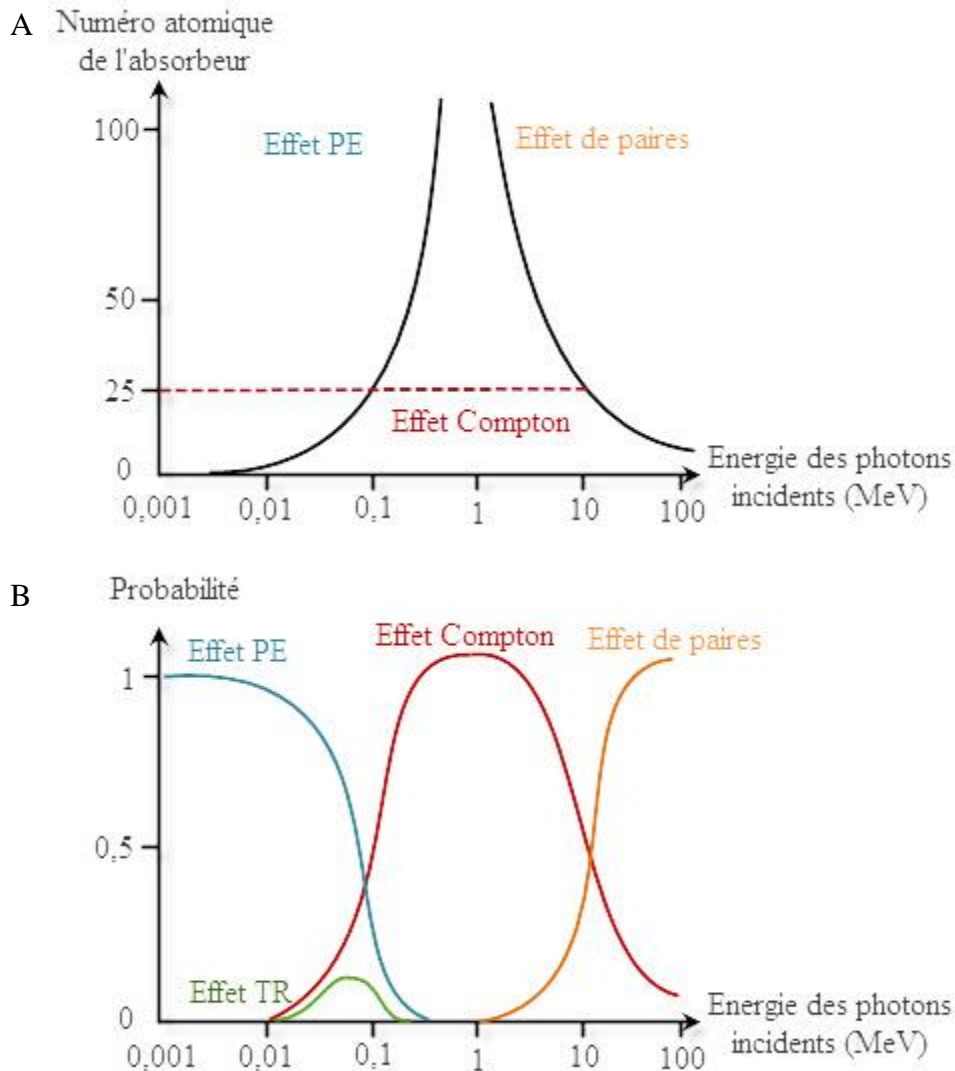 A
Numéro atomique
de l'absorbeur
100
50
25
0
Effet PE
Effet de paires
Effet Compton
0,001
0,01
0,1
1
10
100
Energie des photons
incidents (MeV)
B
Probabilité
1
0,5
0
Effet PE
Effet Compton
Effet de paires
Effet TR
0,001
0,01
0,1
1
10
100
Energie des photons
incidents (MeV)